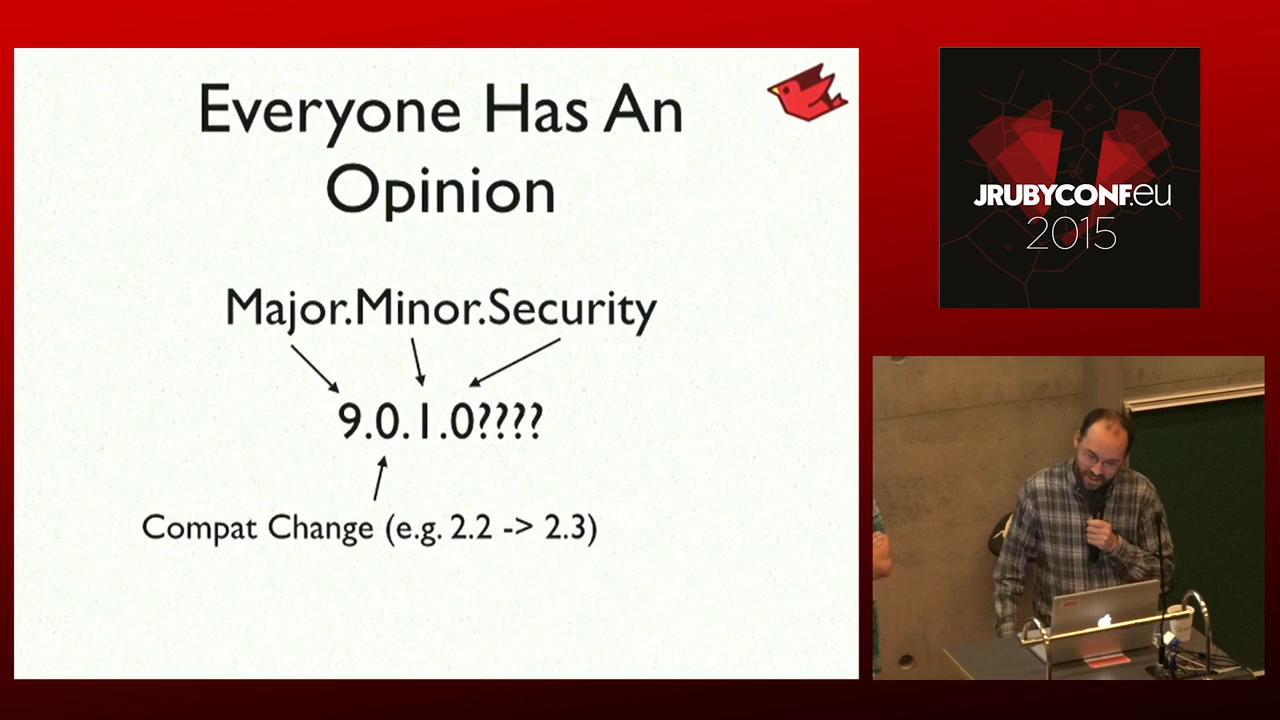 Everyone Has An
Opinion
Major.Minor.Security
9.0.1.0????
Compat Change (e.g. 2.2 -> 2.3)
JRUBYCONF.eu
2015